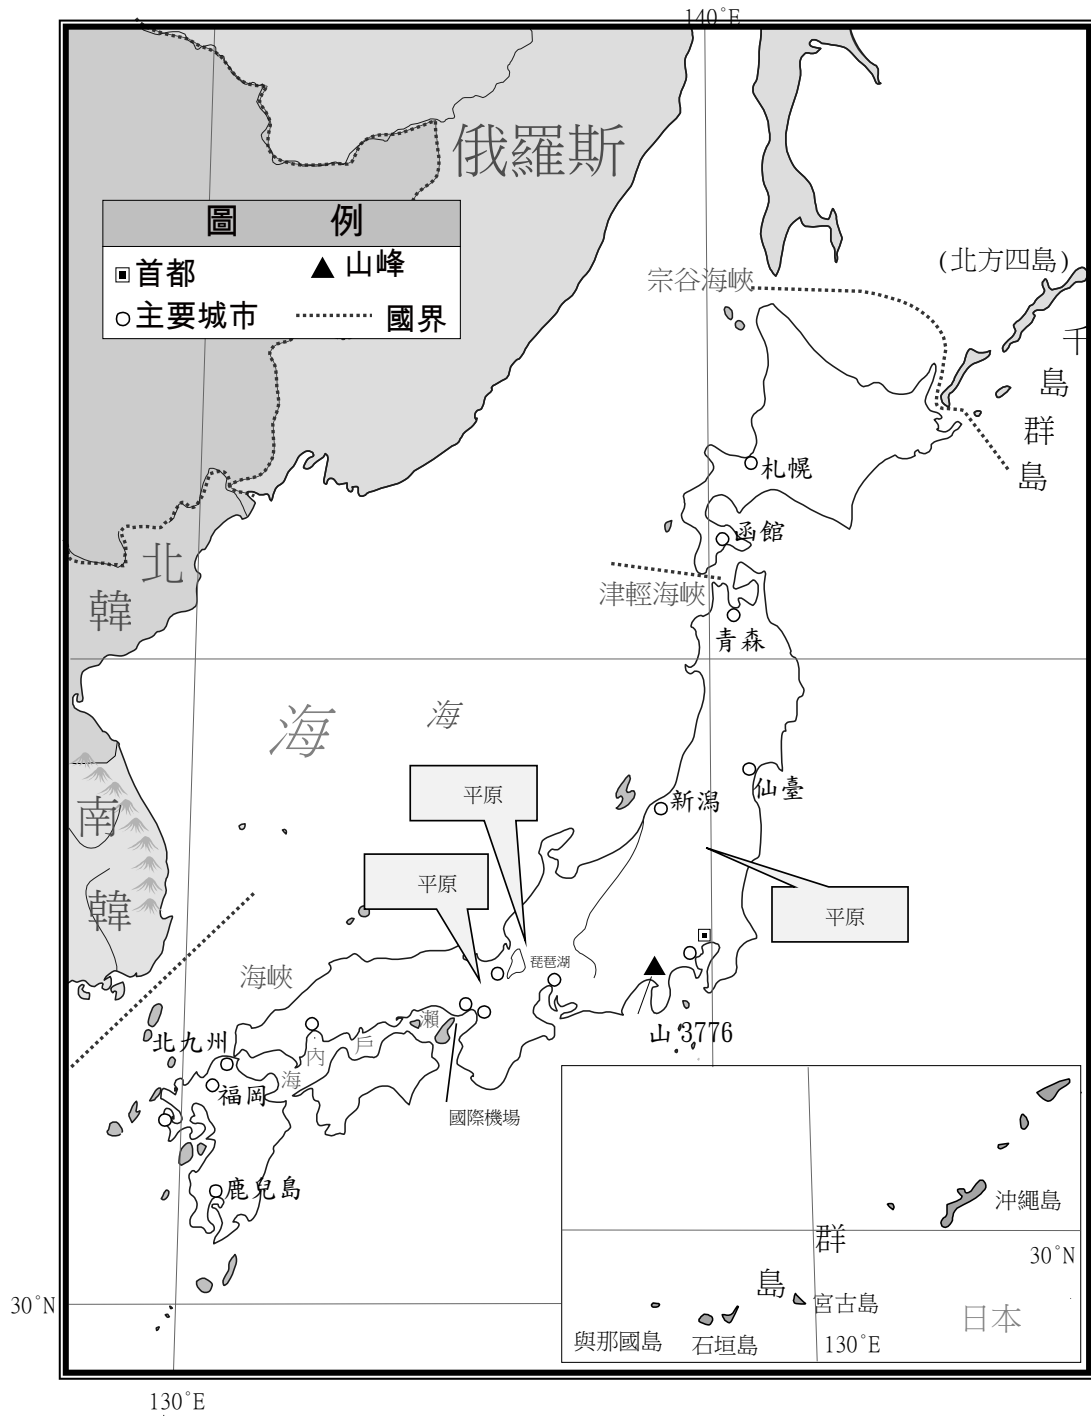 140°E
俄羅斯
圖 例
首都 山峰
主要城市 國界
宗谷海峽
(北方四島)
千島群島
札幌
函館
津輕海峽
青森
北韓
海
海
平原
新潟
仙臺
南韓
平原
平原
琵琶湖
海峽
山 3776
瀨戶內海
北九州
福岡
國際機場
鹿兒島
沖繩島
群島
30°N
宮古島
日本
與那國島
石垣島
130°E
30°N
130°E